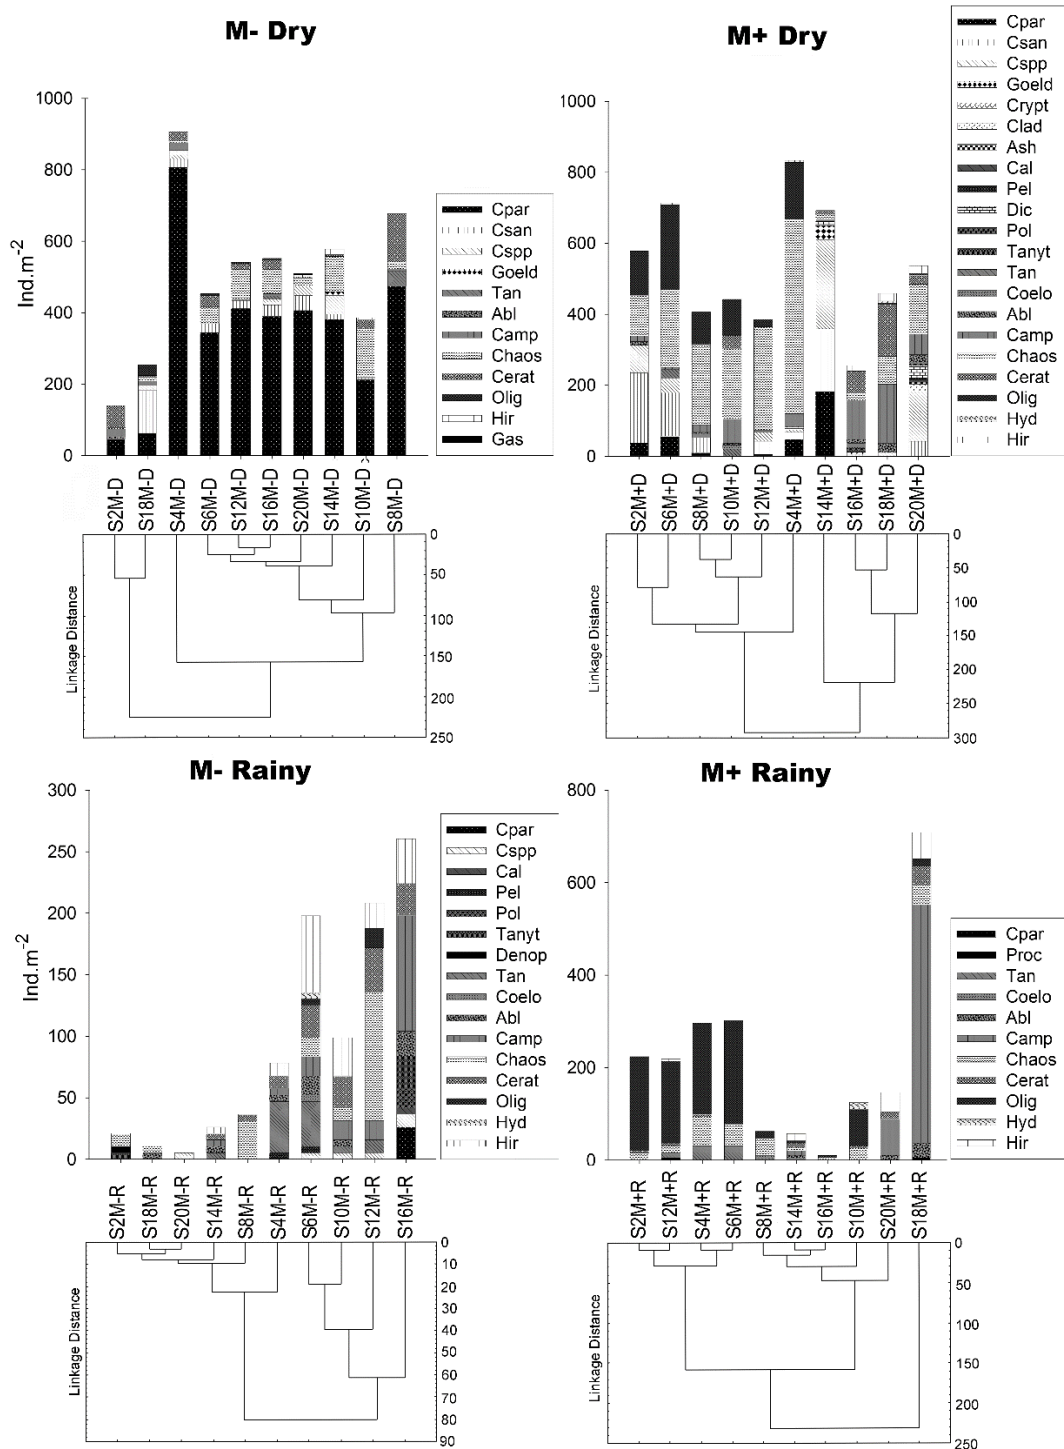 M- Dry
Ind.m-2
1000
800
600
400
200
0
Cpar
Csan
Cspp
Goeld
Tan
Abl
Camp
Chaos
Cerat
Olig
Hir
Gas
S2M-D
S18M-D
S4M-D
S6M-D
S12M-D
S16M-D
S20M-D
S14M-D
S10M-D
S8M-D
Linkage Distance
0
50
100
150
200
250
M+ Dry
1000
800
600
400
200
0
Cpar
Csan
Cspp
Goeld
Crypt
Clad
Ash
Cal
Pel
Dic
Pol
Tanyt
Tan
Coelo
Abl
Camp
Chaos
Cerat
Olig
Hyd
Hir
S2M+D
S6M+D
S8M+D
S10M+D
S12M+D
S4M+D
S14M+D
S16M+D
S18M+D
S20M+D
Linkage Distance
0
50
100
150
200
250
300
M- Rainy
Ind.m-2
300
250
200
150
100
50
0
Cpar
Cspp
Cal
Pel
Pol
Tanyt
Denop
Tan
Coelo
Abl
Camp
Chaos
Cerat
Olig
Hyd
Hir
S2M-R
S18M-R
S20M-R
S14M-R
S8M-R
S4M-R
S6M-R
S10M-R
S12M-R
S16M-R
Linkage Distance
0
10
20
30
40
50
60
70
80
90
M+ Rainy
800
600
400
200
0
Cpar
Proc
Tan
Coelo
Abl
Camp
Chaos
Cerat
Olig
Hyd
Hir
S2M+R
S12M+R
S4M+R
S6M+R
S8M+R
S14M+R
S16M+R
S10M+R
S20M+R
S18M+R
Linkage Distance
0
50
100
150
200
250